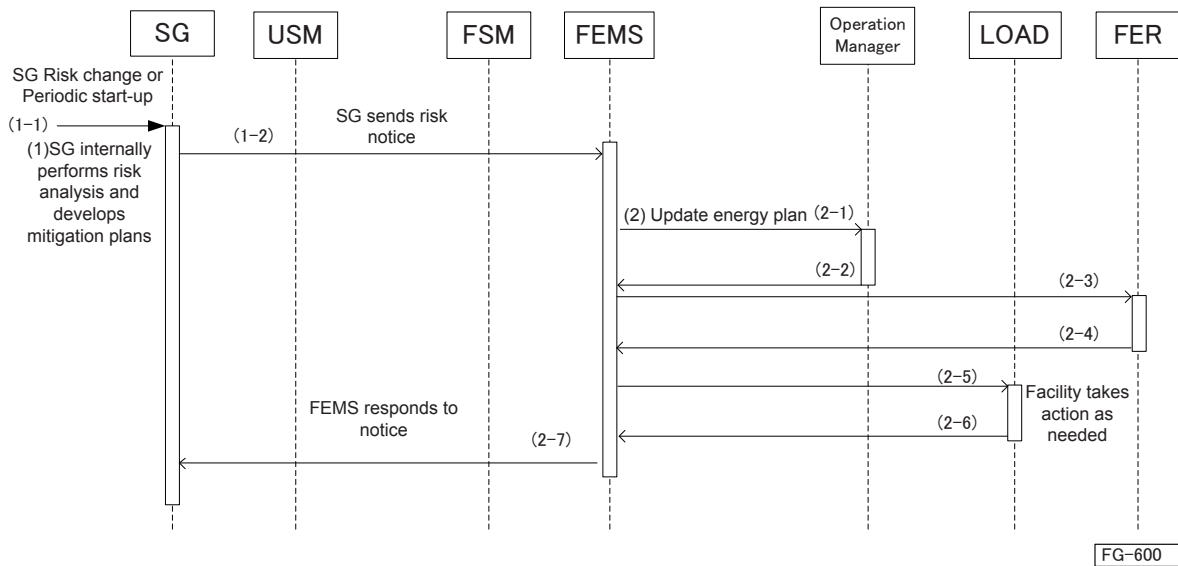 SG
USM
FSM
FEMS
Operation
Manager
LOAD
FER
SG Risk change or
Periodic start-up
(1-1)
(1)SG internally
performs risk
analysis and
develops
mitigation plans
(1-2)
SG sends risk
notice
(2) Update energy plan
(2-1)
(2-2)
(2-3)
(2-4)
(2-5)
Facility takes
action as
needed
(2-6)
FEMS responds to
notice
(2-7)
FG-600